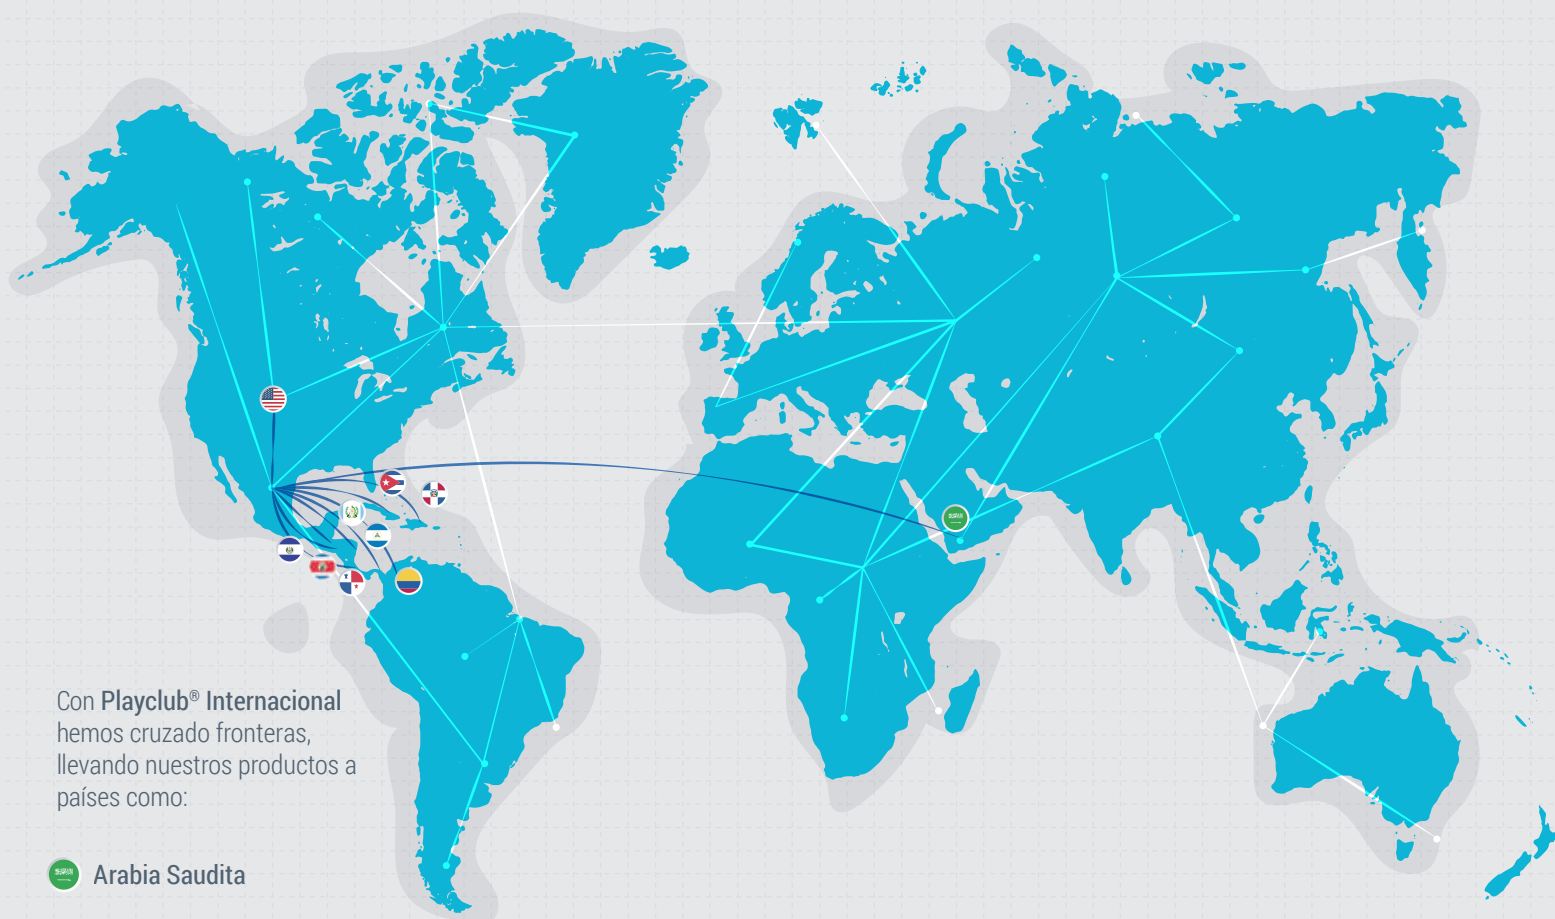 Con Playclub® Internacional
hemos cruzado fronteras,
llevando nuestros productos a
países como:
Arabia Saudita